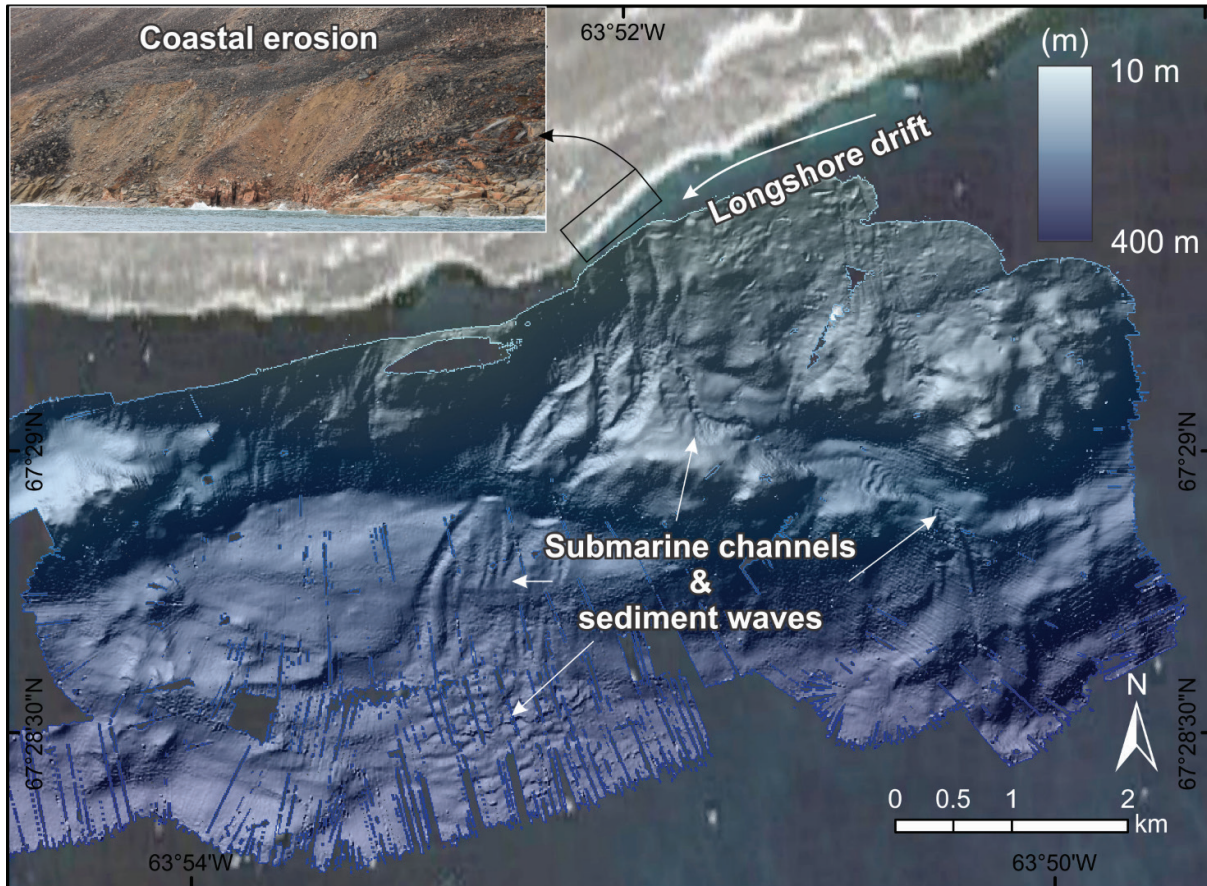 Coastal erosion
63°52'W
(m)
10 m
400 m
Longshore drift
67°29'N
67°29'N
Submarine channels
&
sediment waves
67°28'30"N
67°28'30"N
N
0 0.5 1 2
km
63°54'W
63°50'W